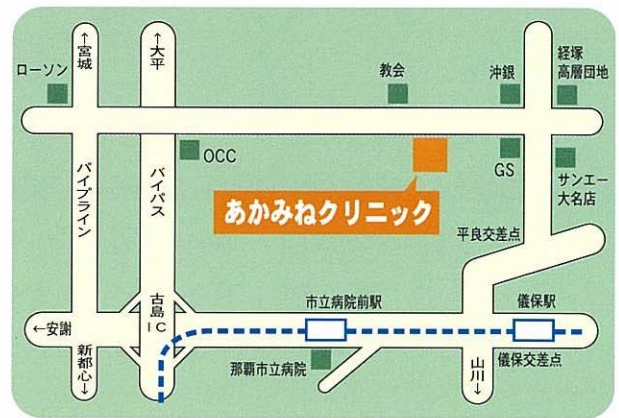 ↑宮城
↑大平
ローソン
教会
沖銀
経塚
高層団地
OCC
GS
サンエー
大名店
パイプライン
バイパス
あかみねクリニック
平良交差点
市立病院前駅
儀保駅
←安謝
古島
IC
新都心↓
那覇市立病院
山川↓
儀保交差点